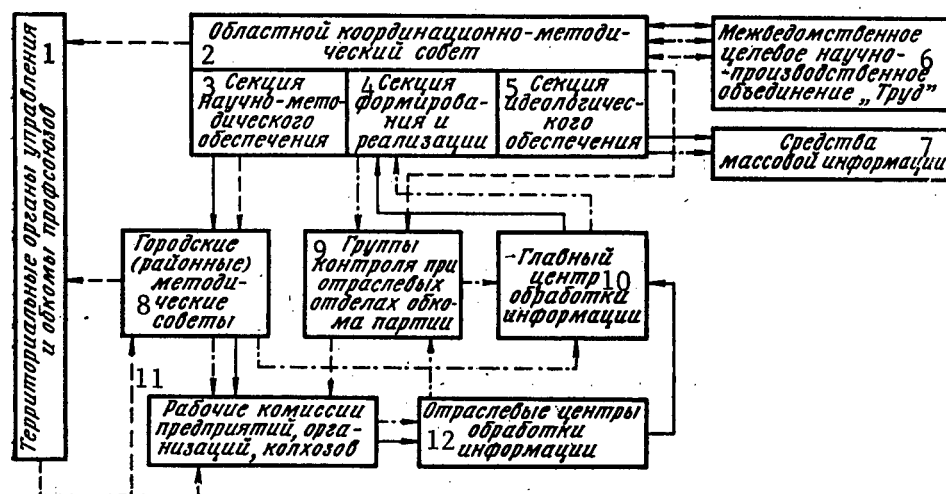 1
Территориальные органы управления
и обкомы профсоюзов
2
Областной координационно-методи-
ческий совет
3 Секция
научно-мето-
дического
обеспечения
4 Секция
формирова-
ния и
реализации
5 Секция
идеологическо-
го
обеспечения
Межведомственное
целевое научно- 6
-производственное
объединение „Труд"
Средства 7
массовой информации
Городские
(районные)
методи-
8 ческие
советы
9 Группы
контроля при
отраслевых
отделах обко-
ма партии
Главный
центр 10
обработки
информации
11
Рабочие комиссии
предприятий, орга-
низаций, колхозов
Отраслевые центры
12 обработки
информации